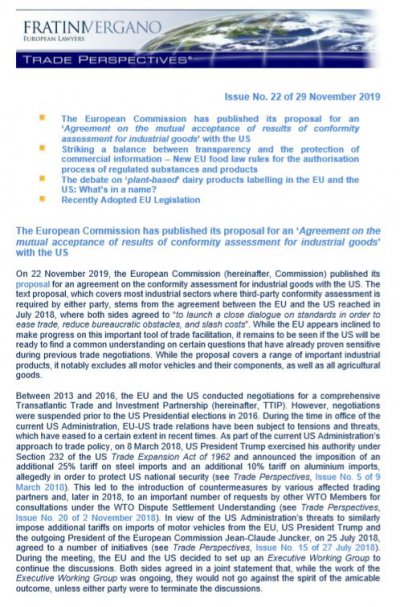 FRATINIVERGANO
EUROPEAN LAWYERS
TRADE PERSPECTIVES®
Issue No. 22 of 29 November 2019
The European Commission has published its proposal for an
‘Agreement on the mutual acceptance of results of conformity
assessment for industrial goods’ with the US
Striking a balance between transparency and the protection of
commercial information – New EU food law rules for the authorisation
process of regulated substances and products
The debate on ‘plant-based’ dairy products labelling in the EU and the
US: What's in a name?
Recently Adopted EU Legislation
The European Commission has published its proposal for an ‘Agreement on the
mutual acceptance of results of conformity assessment for industrial goods’
with the US
On 22 November 2019, the European Commission (hereinafter, Commission) published its
proposal for an agreement on the conformity assessment for industrial goods with the US. The
text proposal, which covers most industrial sectors where third-party conformity assessment is
required by either party, stems from the agreement between the EU and the US reached in
July 2018, where both sides agreed to “to launch a close dialogue on standards in order to
ease trade, reduce bureaucratic obstacles, and slash costs”. While the EU appears inclined to
make progress on this important tool of trade facilitation, it remains to be seen if the US will be
ready to find a common understanding on certain questions that have already proven sensitive
during previous trade negotiations. While the proposal covers a range of important industrial
products, it notably excludes all motor vehicles and their components, as well as all agricultural
goods.
Between 2013 and 2016, the EU and the US conducted negotiations for a comprehensive
Transatlantic Trade and Investment Partnership (hereinafter, TTIP). However, negotiations
were suspended prior to the US Presidential elections in 2016. During the time in office of the
current US Administration, EU-US trade relations have been subject to tensions and threats,
which have eased to a certain extent in recent times. As part of the current US Administration's
approach to trade policy, on 8 March 2018, US President Trump exercised his authority under
Section 232 of the US Trade Expansion Act of 1962 and announced the imposition of an
additional 25% tariff on steel imports and an additional 10% tariff on aluminium imports,
allegedly in order to protect US national security (see Trade Perspectives, Issue No. 5 of 9
March 2018). This led to the introduction of countermeasures by various affected trading
partners and, later in 2018, to an important number of requests by other WTO Members for
consultations under the WTO Dispute Settlement Understanding (see Trade Perspectives,
Issue No. 20 of 2 November 2018). In view of the US Administration's threats to similarly
impose additional tariffs on imports of motor vehicles from the EU, US President Trump and
the outgoing President of the European Commission Jean-Claude Juncker, on 25 July 2018,
agreed to a number of initiatives (see Trade Perspectives, Issue No. 15 of 27 July 2018).
During the meeting, the EU and the US decided to set up an Executive Working Group to
continue the discussions. Both sides agreed in a joint statement that, while the work of the
Executive Working Group was ongoing, they would not go against the spirit of the amicable
outcome, unless either party were to terminate the discussions.